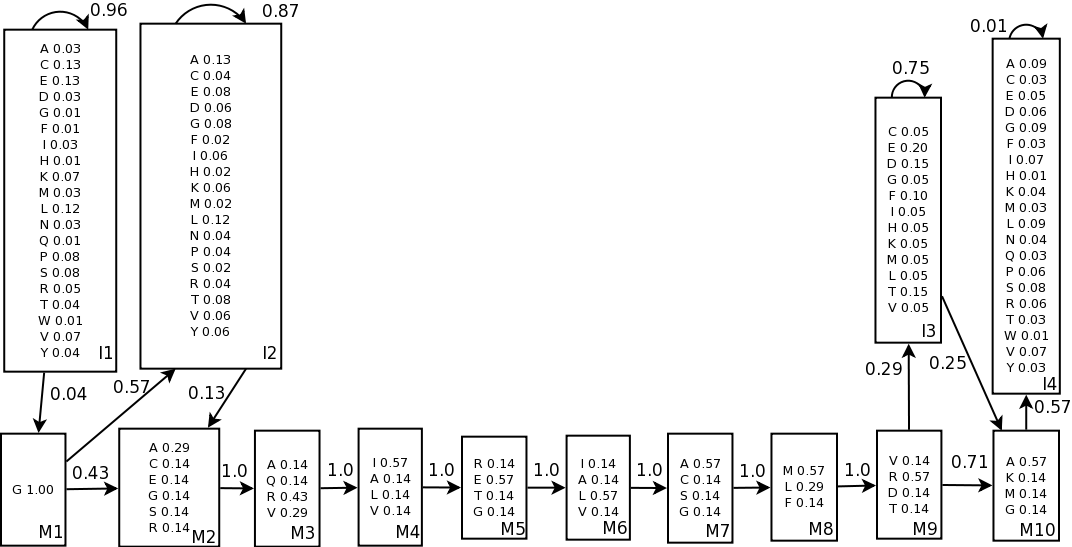 0.96
A 0.03
C 0.13
E 0.13
D 0.03
G 0.01
F 0.01
I 0.03
H 0.01
K 0.07
M 0.03
L 0.12
N 0.03
Q 0.01
P 0.08
S 0.08
R 0.05
T 0.04
W 0.01
V 0.07
Y 0.04
I1
0.87
A 0.13
C 0.04
E 0.08
D 0.06
G 0.08
F 0.02
I 0.06
H 0.02
K 0.06
M 0.02
L 0.12
N 0.04
P 0.04
S 0.02
R 0.04
T 0.08
V 0.06
Y 0.06
I2
0.75
C 0.05
E 0.20
D 0.15
G 0.05
F 0.10
I 0.05
H 0.05
K 0.05
M 0.05
L 0.05
T 0.15
V 0.05
I3
0.01
A 0.09
C 0.03
E 0.05
D 0.06
G 0.09
F 0.03
I 0.07
H 0.01
K 0.04
M 0.03
L 0.09
N 0.04
Q 0.03
P 0.06
S 0.08
R 0.06
T 0.03
W 0.01
V 0.07
Y 0.03
I4
0.04
0.57
0.13
0.29
0.25
0.57
G 1.00
M1
0.43
A 0.29
C 0.14
E 0.14
G 0.14
S 0.14
R 0.14
M2
1.0
A 0.14
Q 0.14
R 0.43
V 0.29
M3
1.0
I 0.57
A 0.14
L 0.14
V 0.14
M4
1.0
R 0.14
E 0.57
T 0.14
G 0.14
M5
1.0
I 0.14
A 0.14
L 0.57
V 0.14
M6
1.0
A 0.57
C 0.14
S 0.14
G 0.14
M7
1.0
M 0.57
L 0.29
F 0.14
M8
1.0
V 0.14
R 0.57
D 0.14
T 0.14
M9
0.71
A 0.57
K 0.14
M 0.14
G 0.14
M10